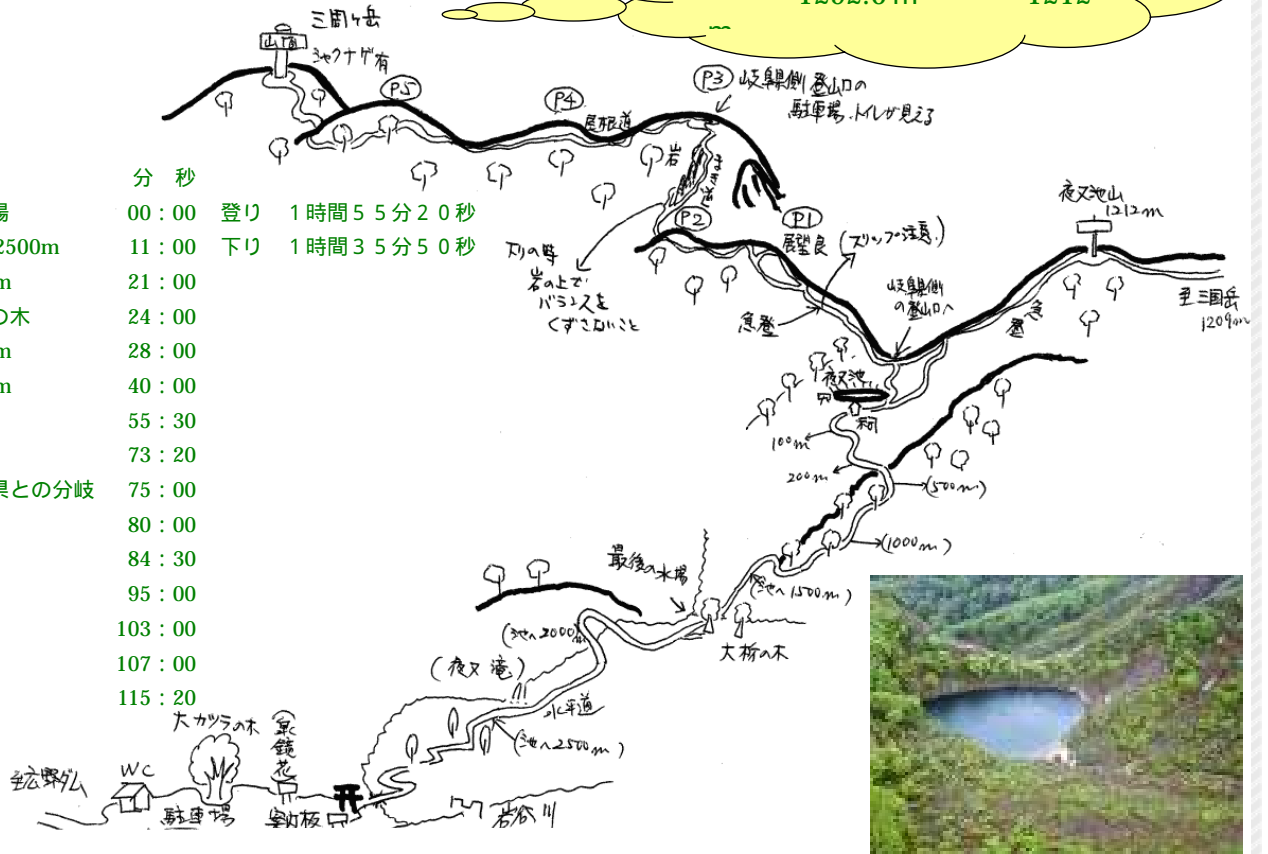 1212
三周ヶ岳
山頂
シャクナゲ有
P5
P4
屋根道
P3
岐阜県側 登山口の
駐車場、トイレが見える
岩
まき道
P2
P1
展望良
(スリップ注意)
下りの時
岩の上で
バランスを
くずさないこと
急登
岐阜県側
の登山口へ
夜叉池山
1212m
急登
至三国岳
1209m
分 秒
場 00:00 登り 1時間55分20秒
2500m 11:00 下り 1時間35分50秒
m 21:00
の木 24:00
m 28:00
m 40:00
55:30
73:20
県との分岐 75:00
80:00
84:30
95:00
103:00
107:00
115:20
夜叉池
祠
100m
200m
(500m)
(1000m)
(池へ1500m)
最後の水場
大栃の木
(池へ2000m)
(夜叉滝)
水平道
(池へ2500m)
大カツラの木
泉鏡花
至広野ダム
WC
駐車場
案内板
岩谷川